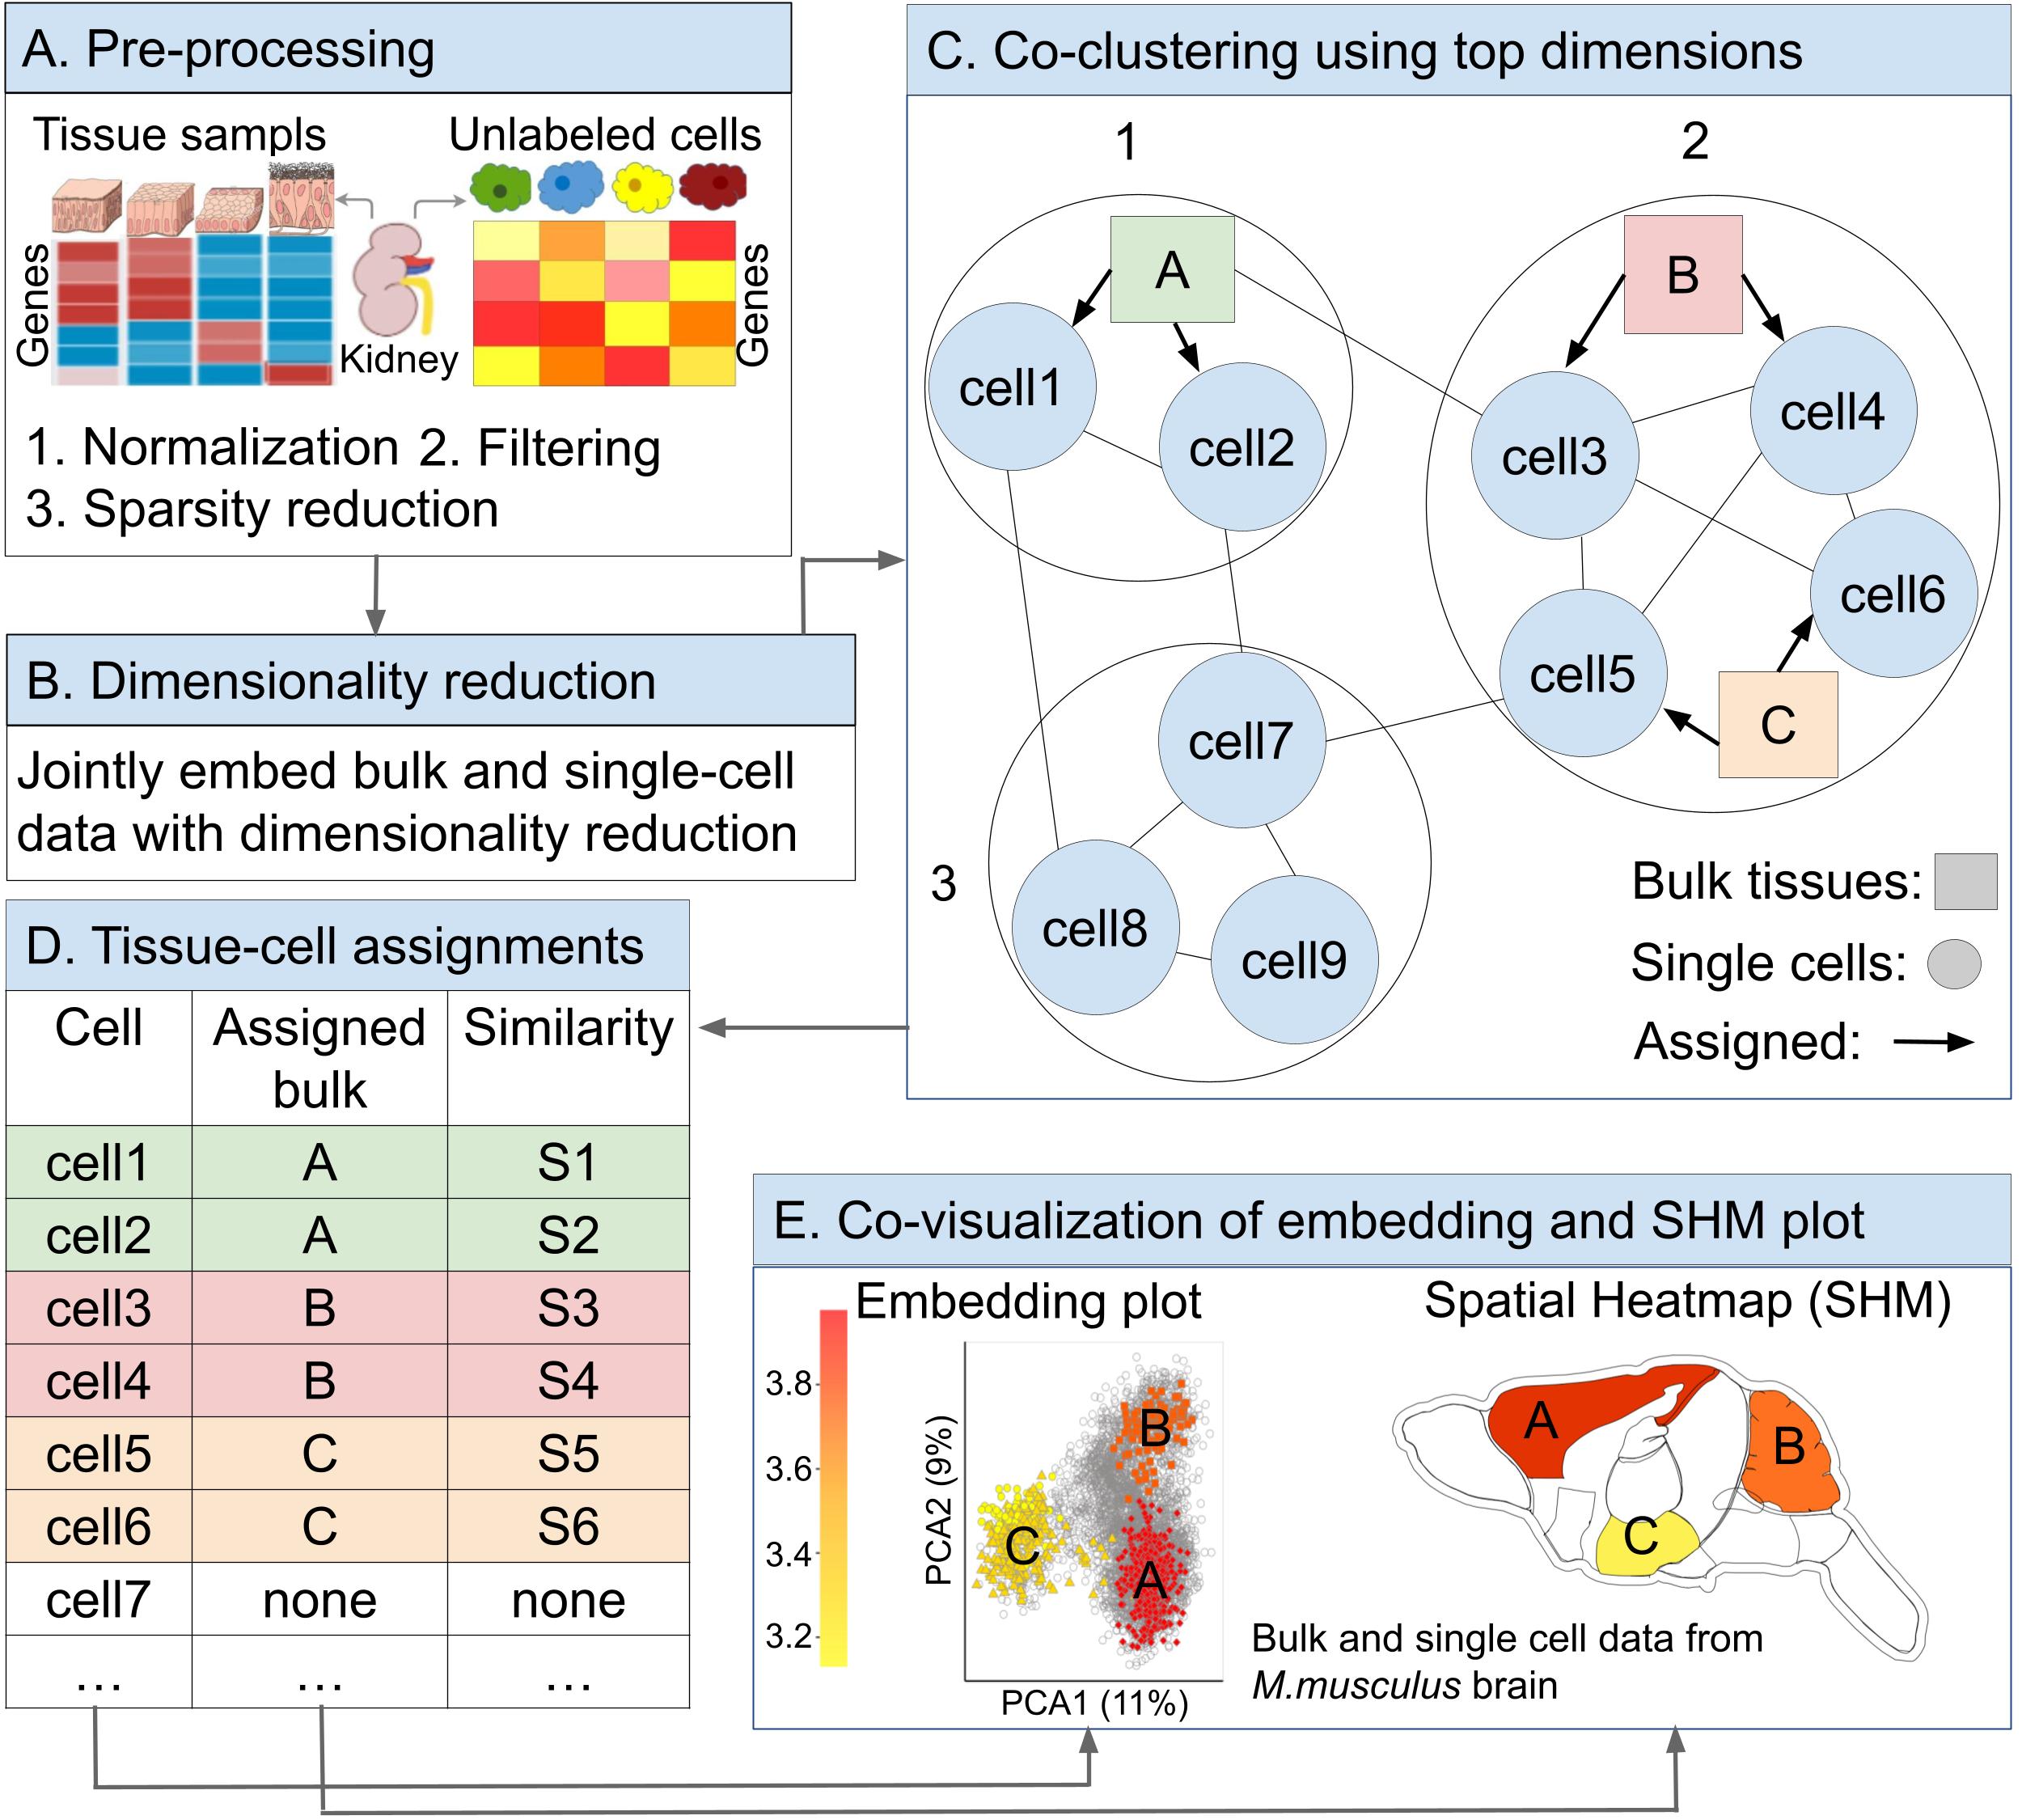 A. Pre-processing
Tissue sampls
Unlabeled cells
Genes
Kidney
Genes
1. Normalization 2. Filtering
3. Sparsity reduction
B. Dimensionality reduction
Jointly embed bulk and single-cell
data with dimensionality reduction
C. Co-clustering using top dimensions
1
2
A
B
cell1
cell2
cell3
cell4
cell5
cell6
C
cell7
3
cell8
cell9
Bulk tissues:
Single cells:
Assigned:
D. Tissue-cell assignments
Cell Assigned bulk Similarity
cell1 A S1
cell2 A S2
cell3 B S3
cell4 B S4
cell5 C S5
cell6 C S6
cell7 none none
... ... ...
E. Co-visualization of embedding and SHM plot
Embedding plot
3.8
3.6
3.4
3.2
PCA2 (9%)
B
C
A
PCA1 (11%)
Spatial Heatmap (SHM)
A
B
C
Bulk and single cell data from
M.musculus brain